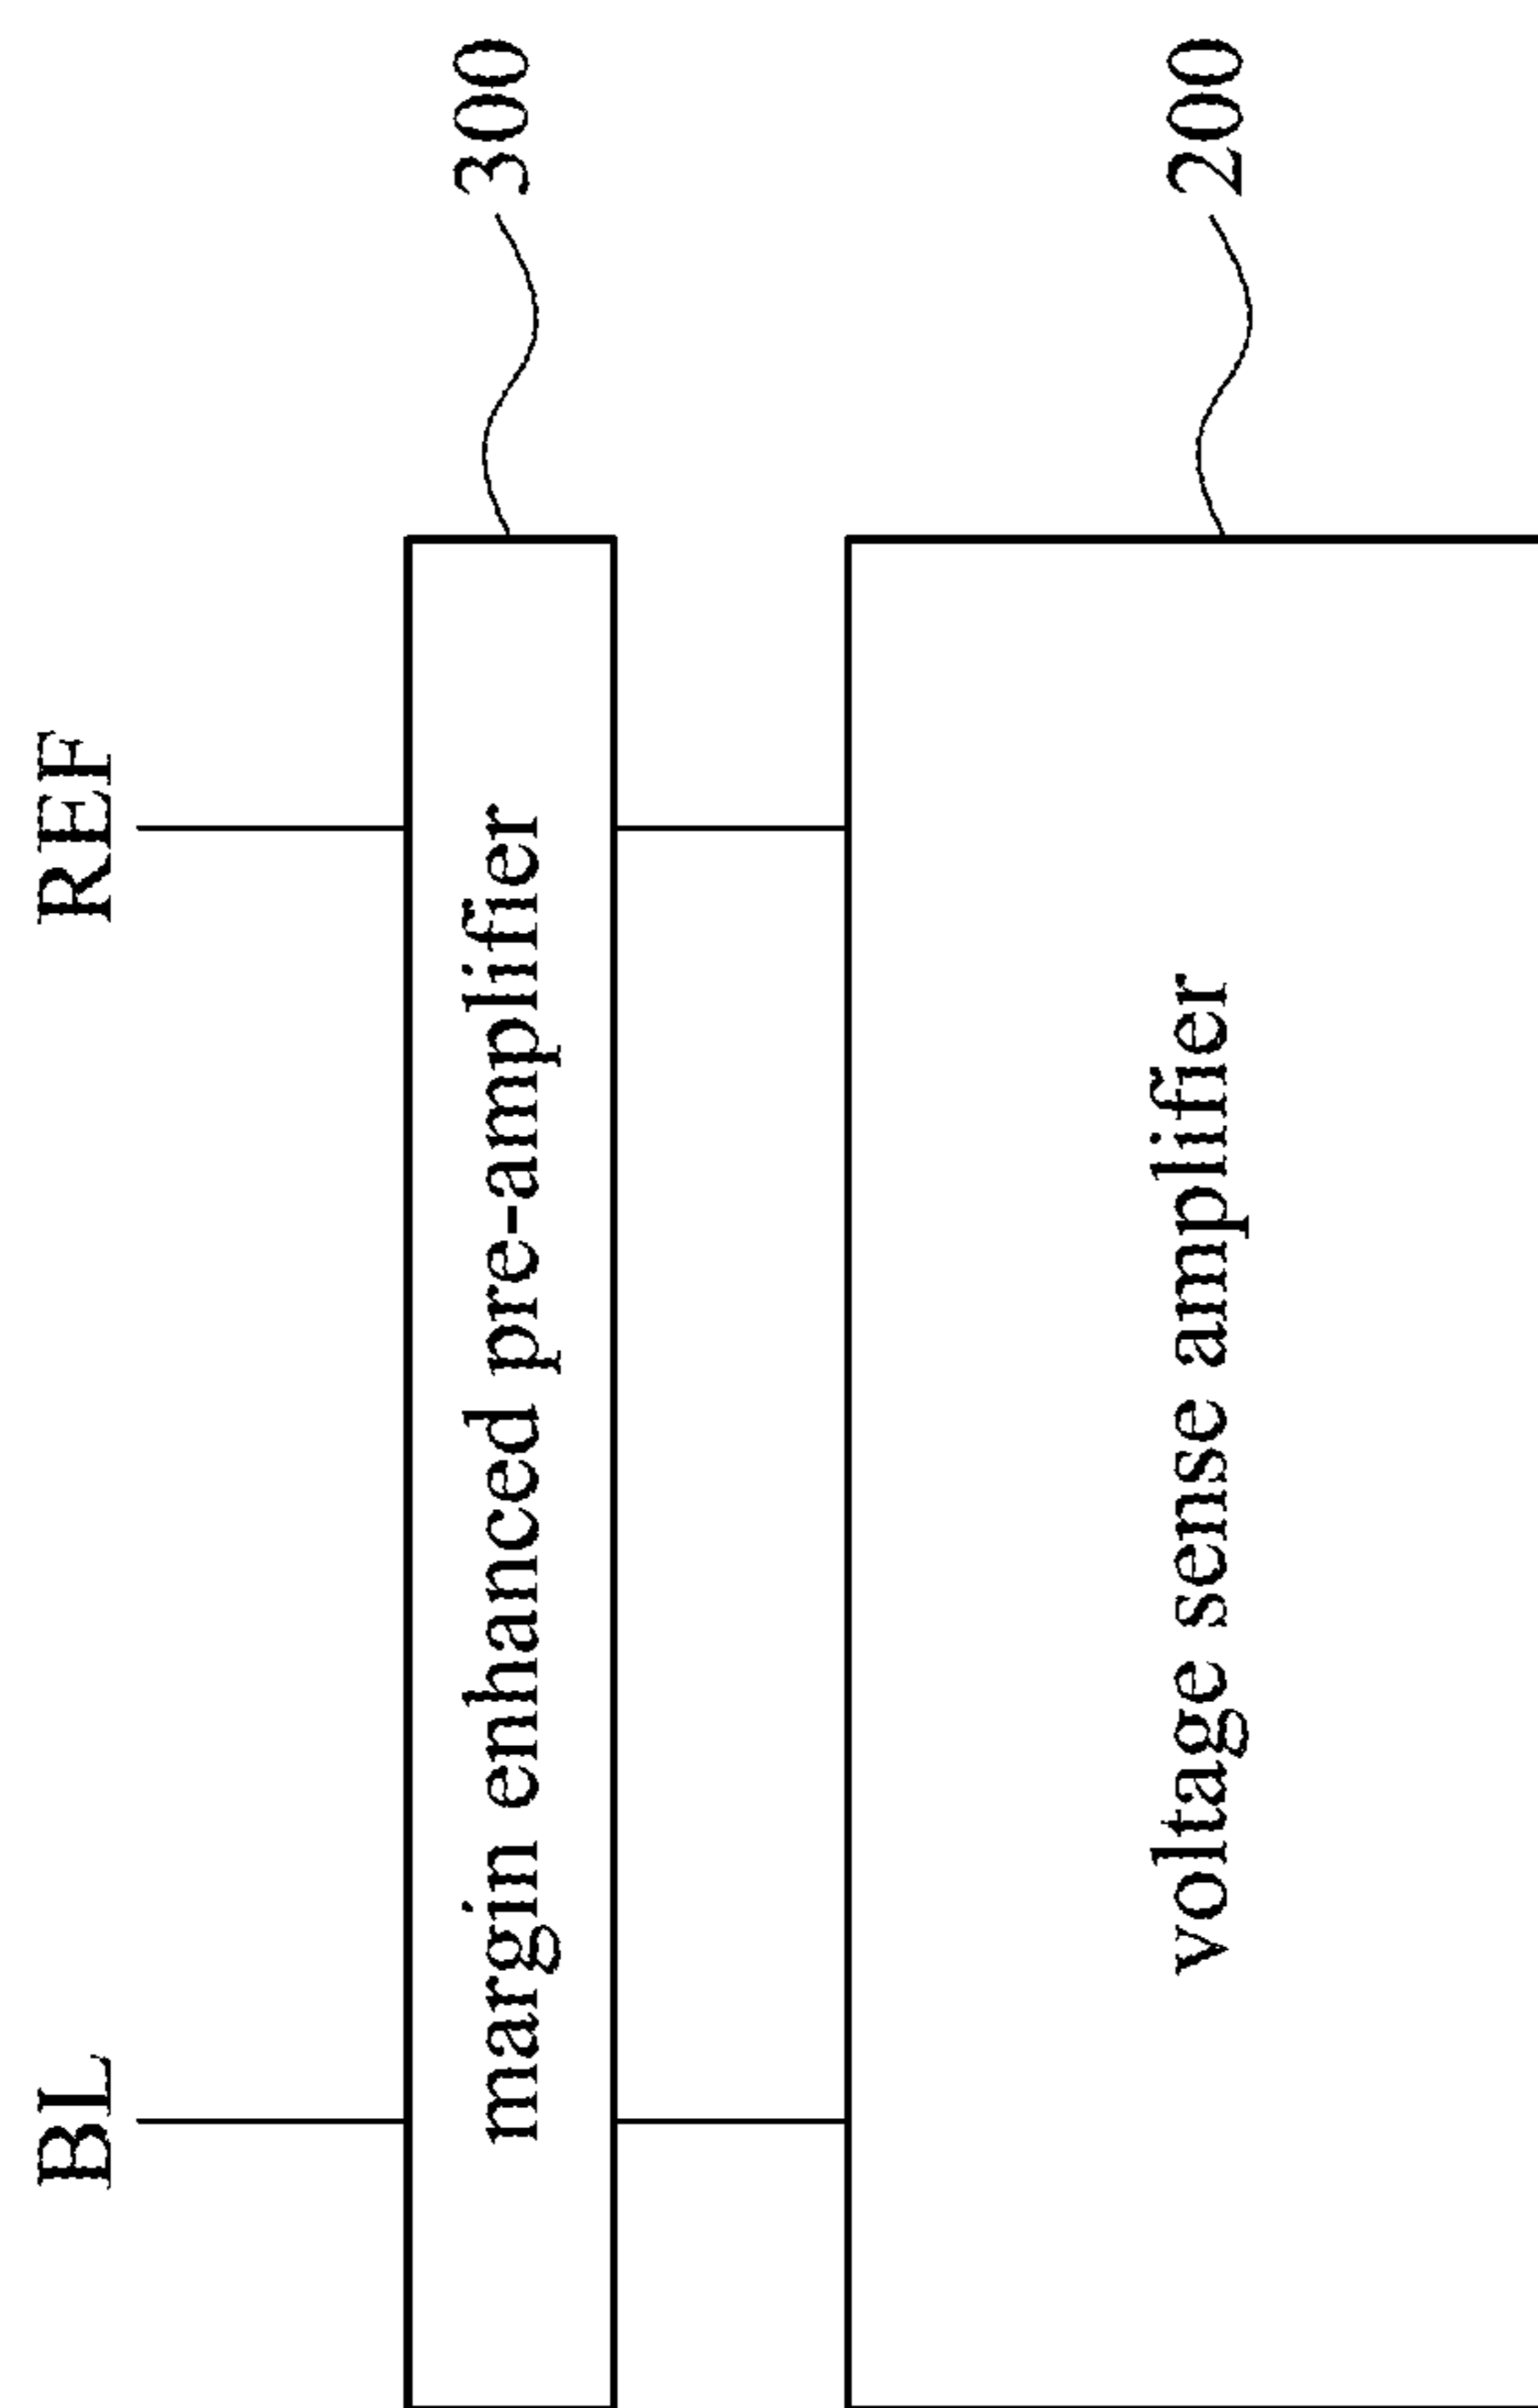 BL
REF
margin enhanced pre-amplifier
300
voltage sense amplifier
200